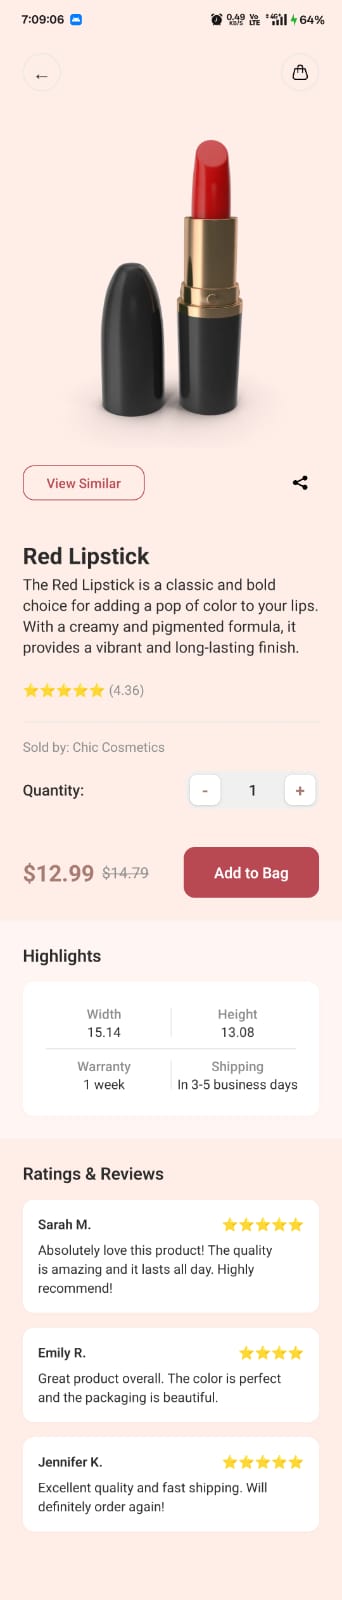 7:09:06
0.49 KB/S Vo LTE 4G 64%
←
View Similar
Red Lipstick
The Red Lipstick is a classic and bold
choice for adding a pop of color to your lips.
With a creamy and pigmented formula, it
provides a vibrant and long-lasting finish.
⭐⭐⭐⭐⭐ (4.36)
Sold by: Chic Cosmetics
Quantity: - 1 +
$12.99 $14.79 Add to Bag
Highlights
Width Height
15.14 13.08
Warranty Shipping
1 week In 3-5 business days
Ratings & Reviews
Sarah M. ⭐⭐⭐⭐⭐
Absolutely love this product! The quality
is amazing and it lasts all day. Highly
recommend!
Emily R. ⭐⭐⭐⭐
Great product overall. The color is perfect
and the packaging is beautiful.
Jennifer K. ⭐⭐⭐⭐⭐
Excellent quality and fast shipping. Will
definitely order again!